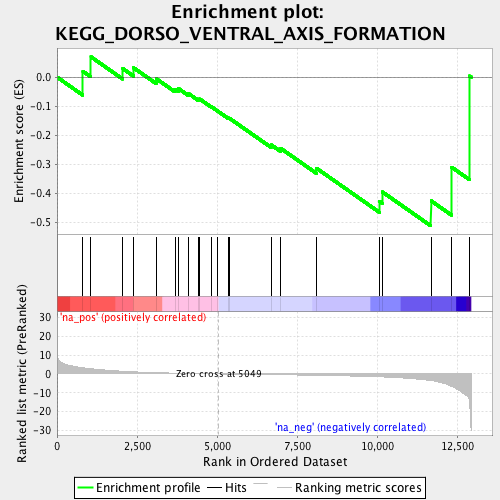 Enrichment plot:
KEGG_DORSO_VENTRAL_AXIS_FORMATION
Enrichment score (ES)
0.0
-0.1
-0.2
-0.3
-0.4
-0.5
'na_pos' (positively correlated)
Ranked list metric (PreRanked)
30
20
10
0
-10
-20
-30
Zero cross at 5049
'na_neg' (negatively correlated)
0
2,500
5,000
7,500
10,000
12,500
Rank in Ordered Dataset
Enrichment profile
Hits
Ranking metric scores